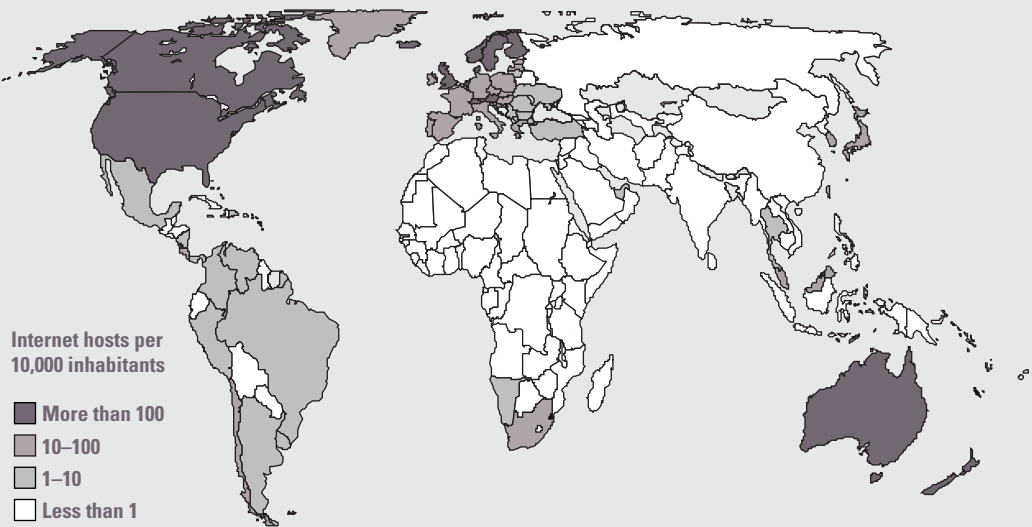 Internet hosts per
10,000 inhabitants
More than 100
10–100
1–10
Less than 1